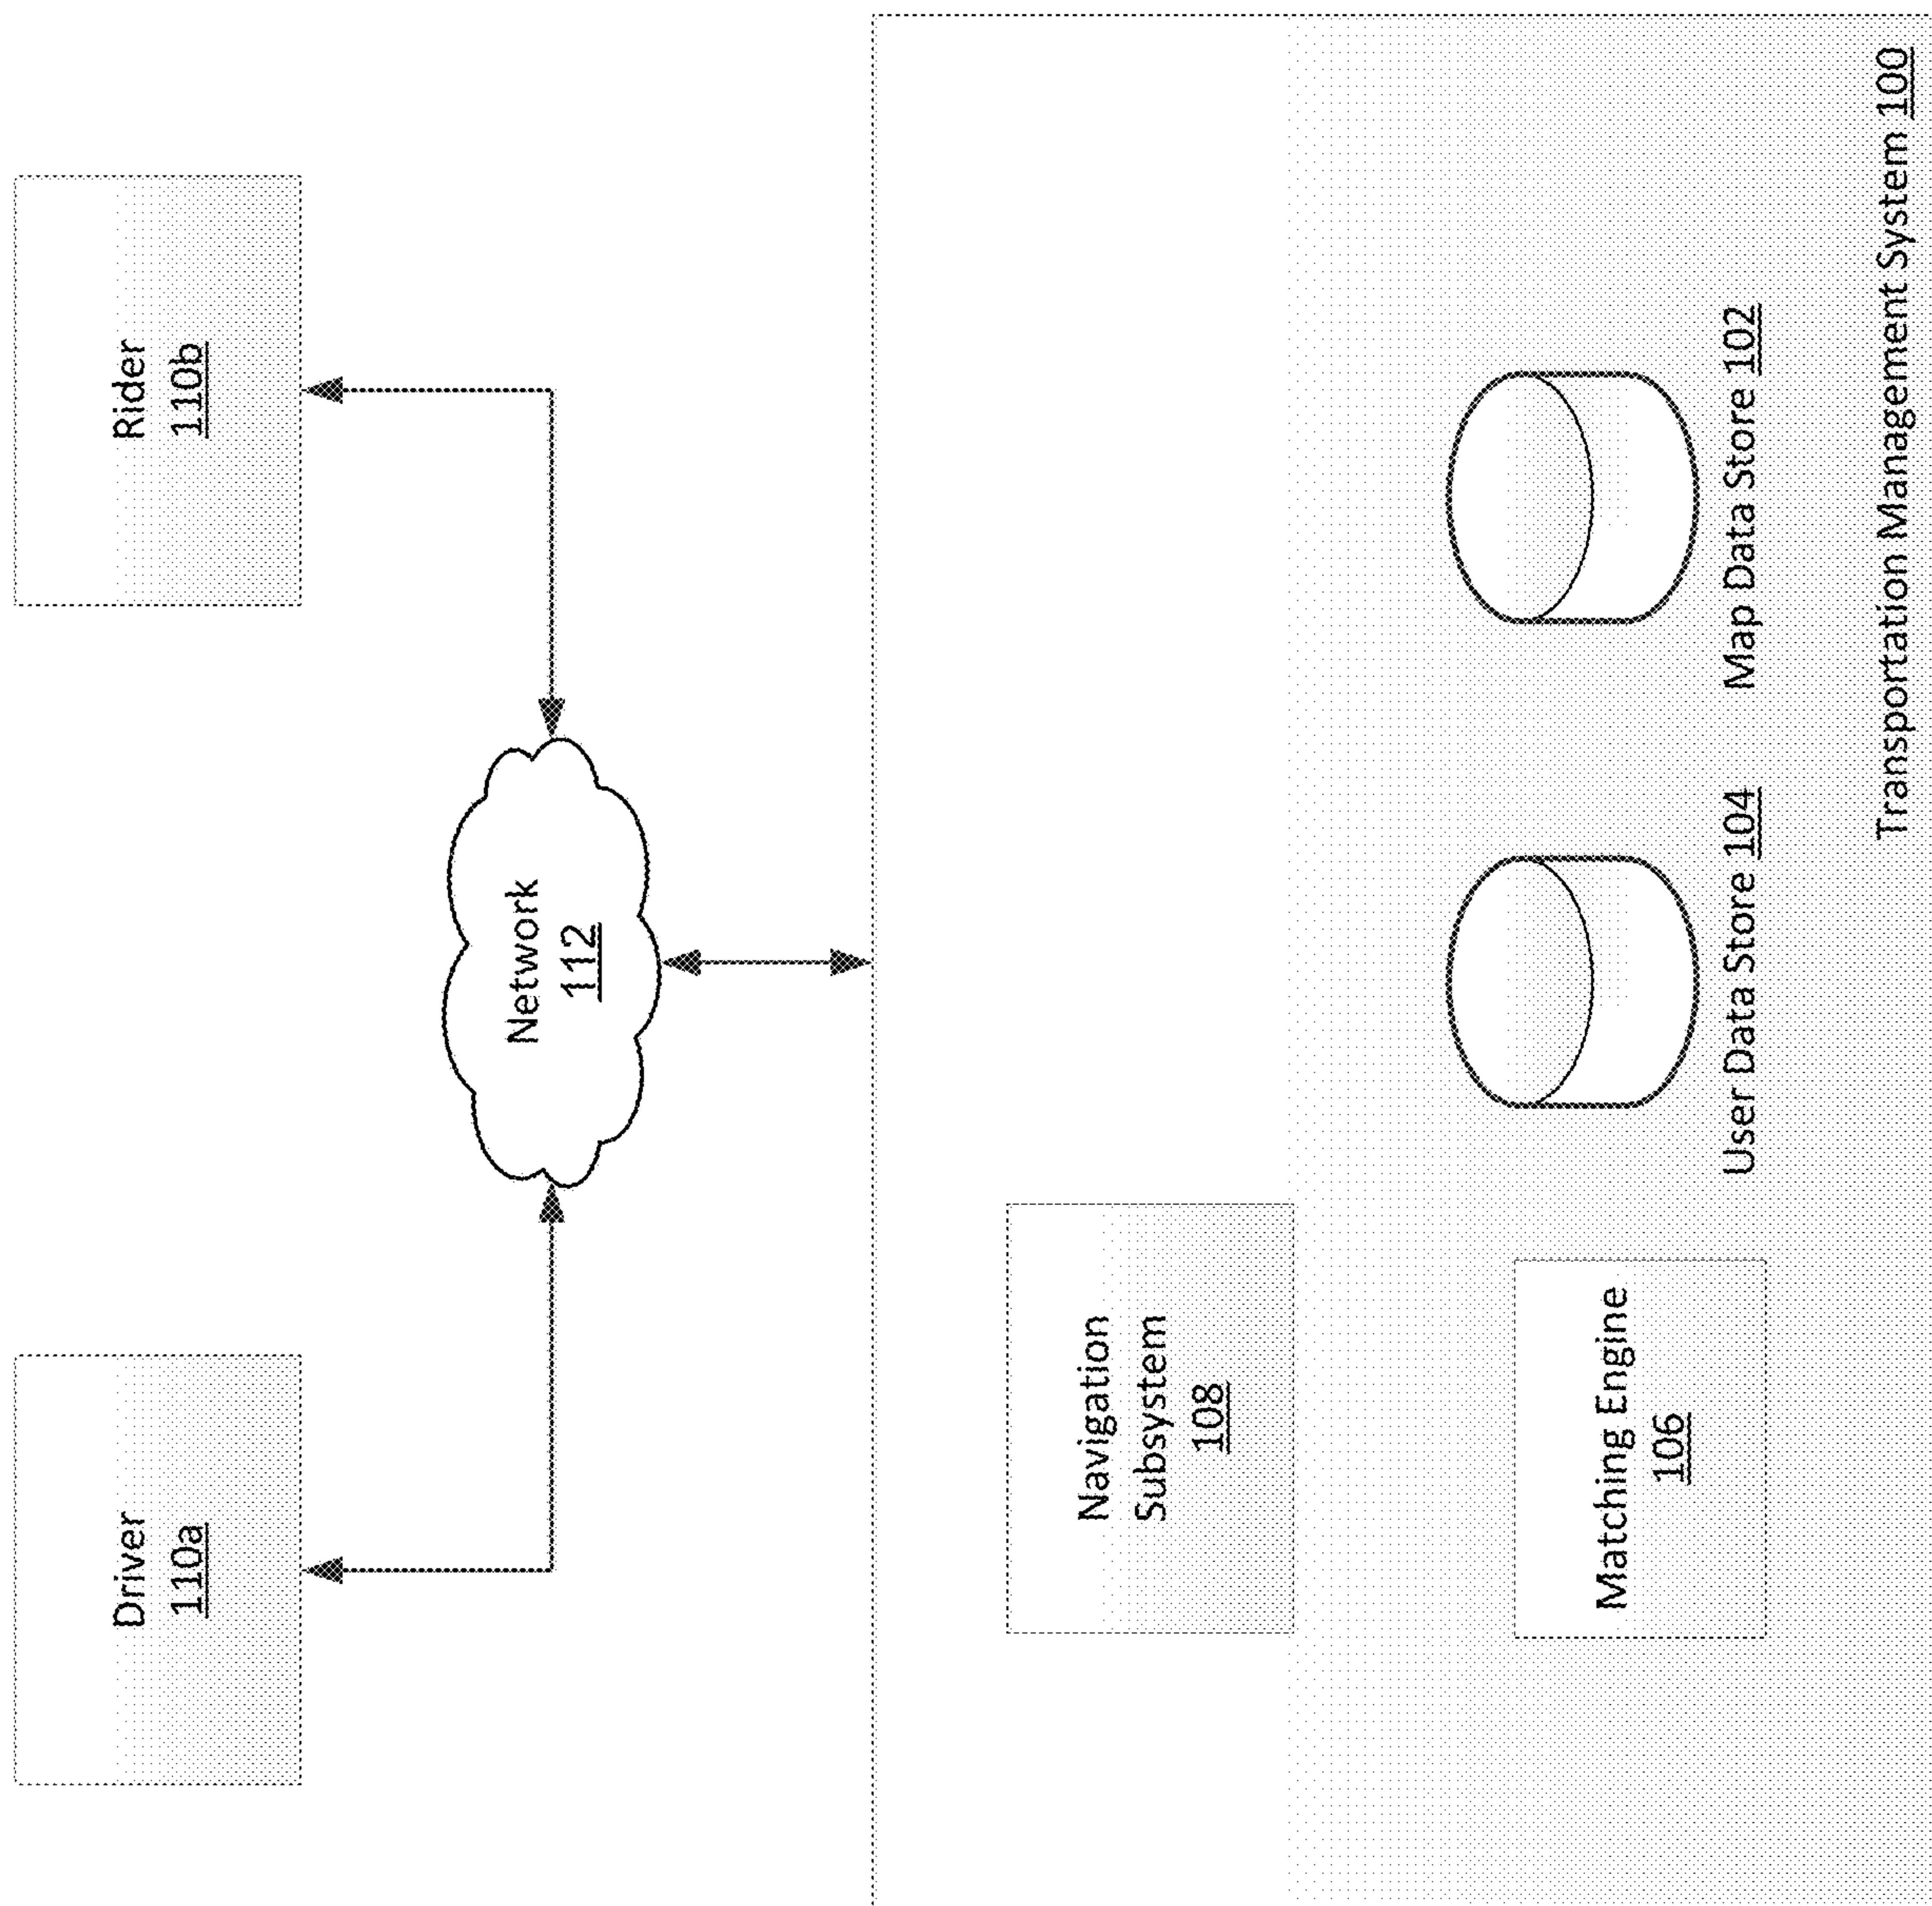 Driver
110a
Rider
110b
Network
112
Navigation
Subsystem
108
Matching Engine
106
User Data Store 104
Map Data Store 102
Transportation Management System 100